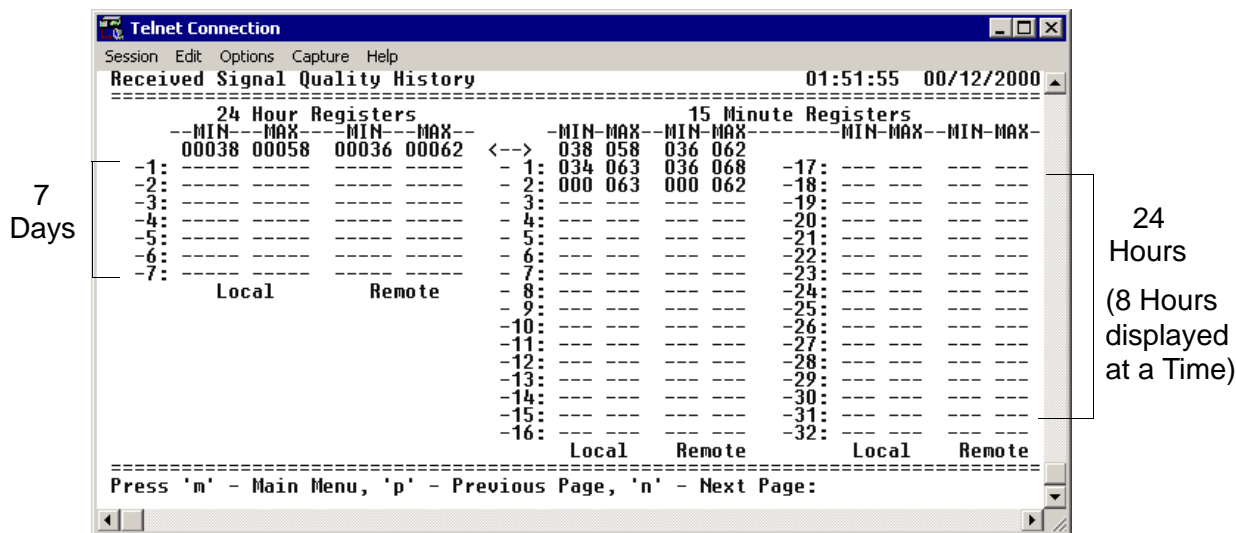 Telnet Connection
Session Edit Options Capture Help
Received Signal Quality History 01:51:55 00/12/2000
================================================================================
24 Hour Registers 15 Minute Registers
--MIN---MAX----MIN---MAX-- -MIN-MAX--MIN-MAX--------MIN-MAX--MIN-MAX-
00038 00058 00036 00062 <--> 038 058 036 062
-1: ----- ----- ----- ----- - 1: 034 063 036 068 -17: --- --- --- ---
-2: ----- ----- ----- ----- - 2: 000 063 000 062 -18: --- --- --- ---
-3: ----- ----- ----- ----- - 3: --- --- --- --- -19: --- --- --- ---
-4: ----- ----- ----- ----- - 4: --- --- --- --- -20: --- --- --- ---
-5: ----- ----- ----- ----- - 5: --- --- --- --- -21: --- --- --- ---
-6: ----- ----- ----- ----- - 6: --- --- --- --- -22: --- --- --- ---
-7: ----- ----- ----- ----- - 7: --- --- --- --- -23: --- --- --- ---
Local Remote - 8: --- --- --- --- -24: --- --- --- ---
- 9: --- --- --- --- -25: --- --- --- ---
-10: --- --- --- --- -26: --- --- --- ---
-11: --- --- --- --- -27: --- --- --- ---
-12: --- --- --- --- -28: --- --- --- ---
-13: --- --- --- --- -29: --- --- --- ---
-14: --- --- --- --- -30: --- --- --- ---
-15: --- --- --- --- -31: --- --- --- ---
-16: --- --- --- --- -32: --- --- --- ---
Local Remote Local Remote
================================================================================
Press 'm' - Main Menu, 'p' - Previous Page, 'n' - Next Page:
7
Days
24
Hours
(8 Hours
displayed
at a Time)